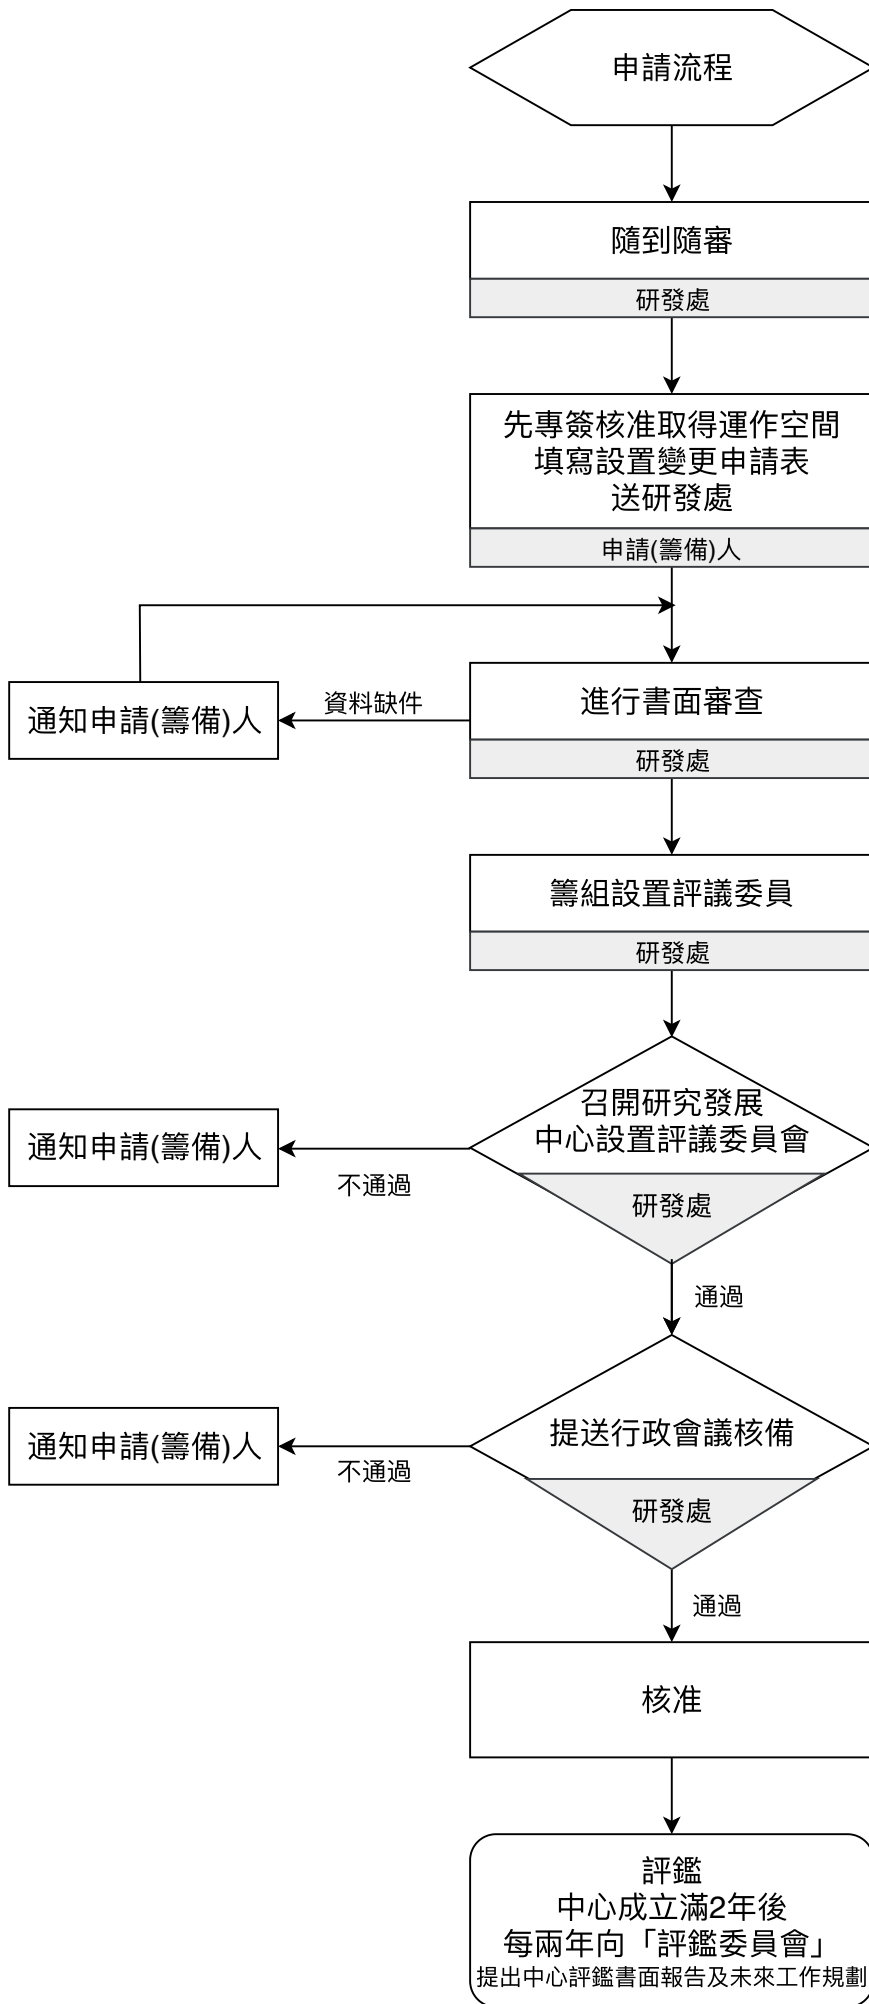 申請流程
隨到隨審
研發處
先專簽核准取得運作空間
填寫設置變更申請表
送研發處
申請(籌備)人
進行書面審查
資料缺件
通知申請(籌備)人
研發處
籌組設置評議委員
研發處
召開研究發展
中心設置評議委員會
通知申請(籌備)人
不通過
研發處
通過
提送行政會議核備
通知申請(籌備)人
不通過
研發處
通過
核准
評鑑
中心成立滿2年後
每兩年向「評鑑委員會」
提出中心評鑑書面報告及未來工作規劃